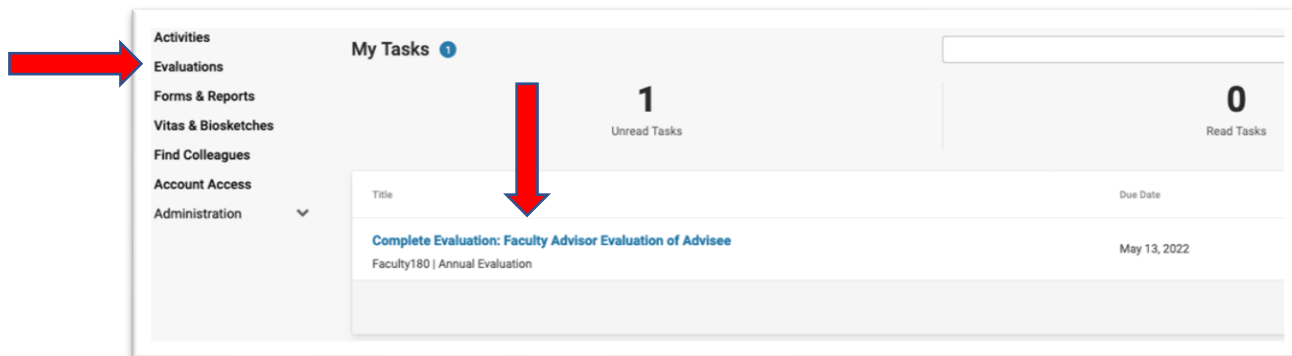 Activities
Evaluations
Forms & Reports
Vitas & Biosketches
Find Colleagues
Account Access
Administration
My Tasks 1
1
Unread Tasks
0
Read Tasks
Title
Due Date
Complete Evaluation: Faculty Advisor Evaluation of Advisee
May 13, 2022
Faculty180 | Annual Evaluation